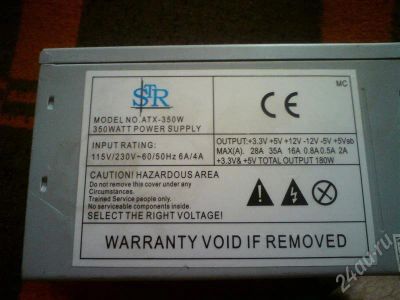 STR
MC
MODEL NO. ATX-350W
350WATT POWER SUPPLY
CE
INPUT RATING:
115V/230V~60/50Hz 6A/4A
OUTPUT:+3.3V +5V +12V -12V -5V +5Vsb
MAX(A). 28A 35A 16A 0.8A 0.5A 2A
+3.3V& +5V TOTAL OUTPUT 180W
CAUTION! HAZARDOUS AREA
Do not remove this cover under any
Circumstances.
Trained Service people only.
No serviceable components inside.
SELECT THE RIGHT VOLTAGE!
WARRANTY VOID IF REMOVED
24au.ru